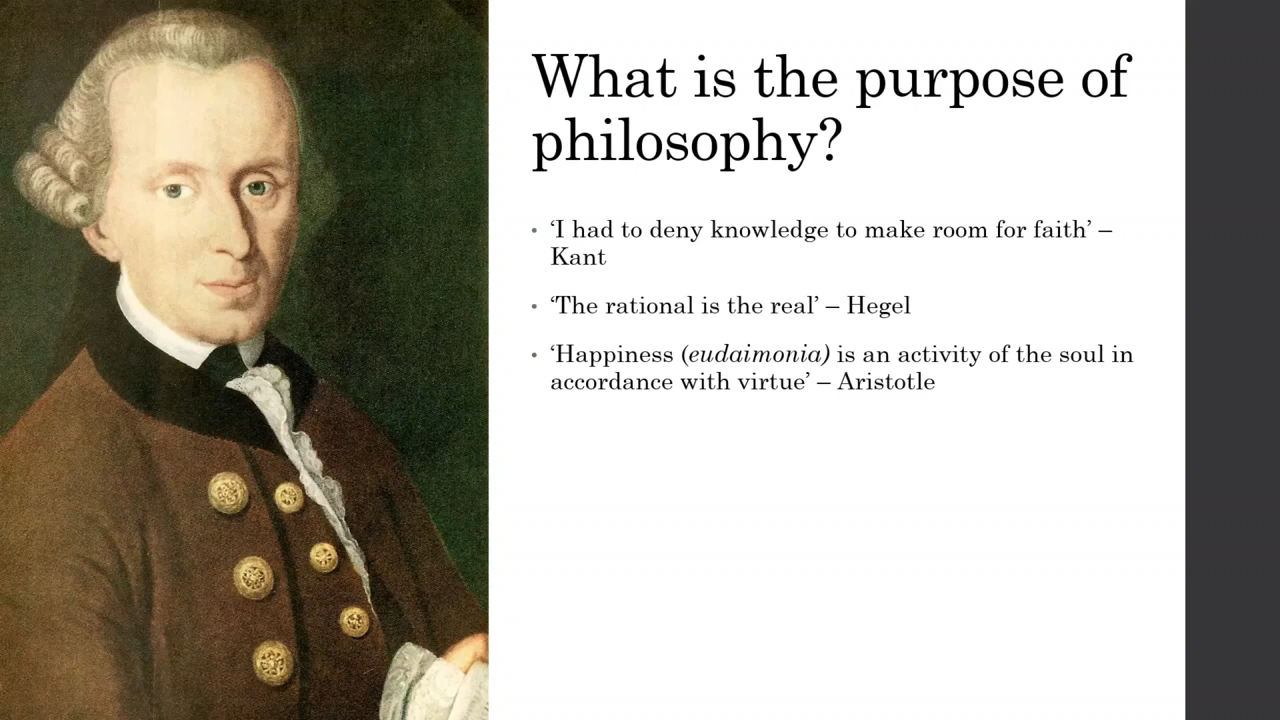 What is the purpose of
philosophy?
• ‘I had to deny knowledge to make room for faith’ –
Kant
• ‘The rational is the real’ – Hegel
• ‘Happiness (eudaimonia) is an activity of the soul in
accordance with virtue’ – Aristotle